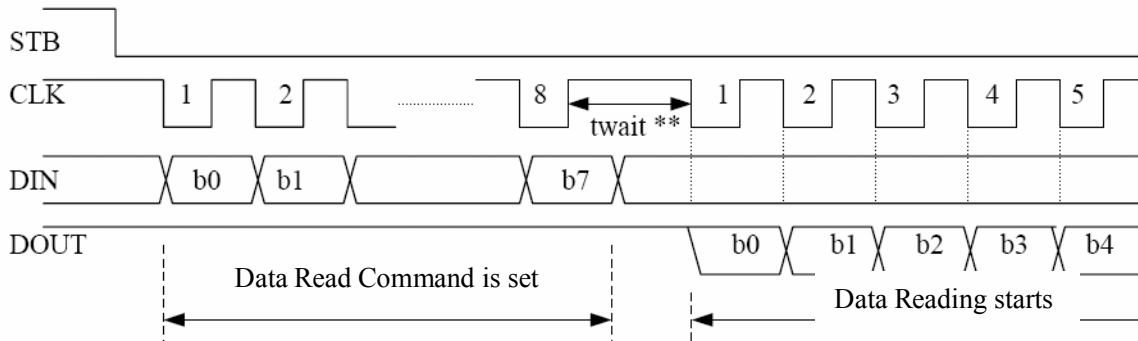 STB
CLK 1 2 8 1 2 3 4 5
twait **
DIN b0 b1 b7
DOUT b0 b1 b2 b3 b4
Data Read Command is set Data Reading starts